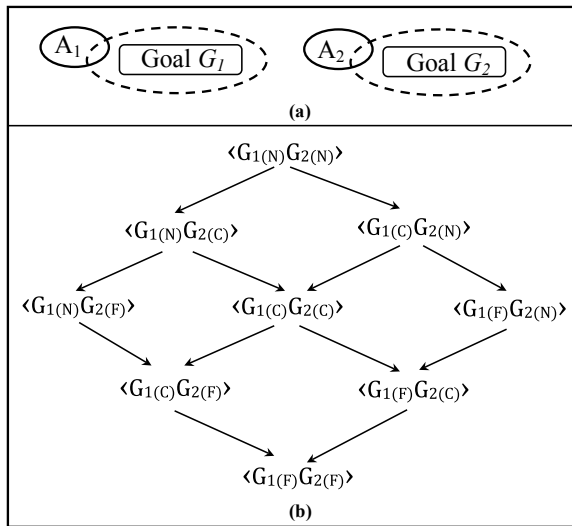 A₁ Goal G₁ A₂ Goal G₂
(a)
‹G₁₍N₎G₂₍N₎›
‹G₁₍N₎G₂₍C₎› ‹G₁₍C₎G₂₍N₎›
‹G₁₍N₎G₂₍F₎› ‹G₁₍C₎G₂₍C₎› ‹G₁₍F₎G₂₍N₎›
‹G₁₍C₎G₂₍F₎› ‹G₁₍F₎G₂₍C₎›
‹G₁₍F₎G₂₍F₎›
(b)